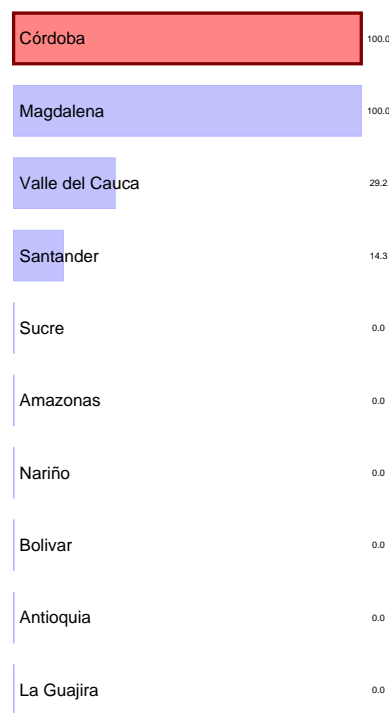 Córdoba 100.0
Magdalena 100.0
Valle del Cauca 29.2
Santander 14.3
Sucre 0.0
Amazonas 0.0
Nariño 0.0
Bolivar 0.0
Antioquia 0.0
La Guajira 0.0